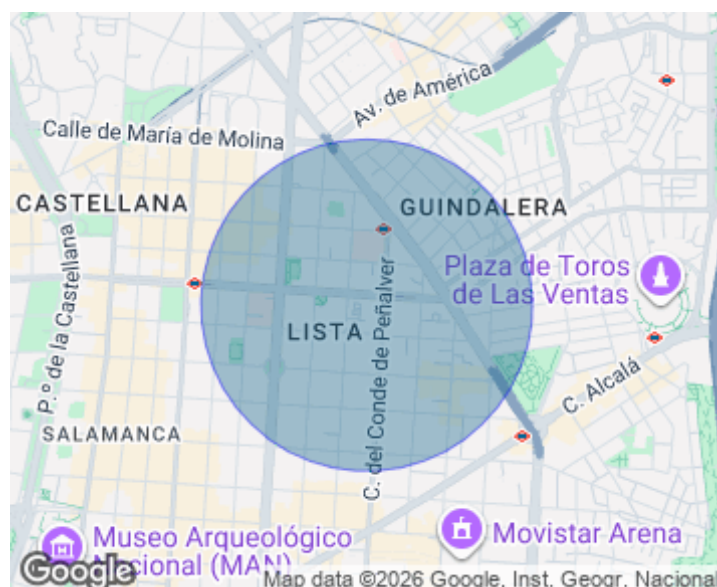 Av. de América
Calle de María de Molina
CASTELLANA
GUINDALERA
P.º de la Castellana
Plaza de Toros
de Las Ventas
LISTA
C. del Conde de Peñalver
C. Alcalá
SALAMANCA
Museo Arqueológico
Nacional (MAN)
Movistar Arena
Google
Map data ©2026 Google, Inst. Geogr. Nacional